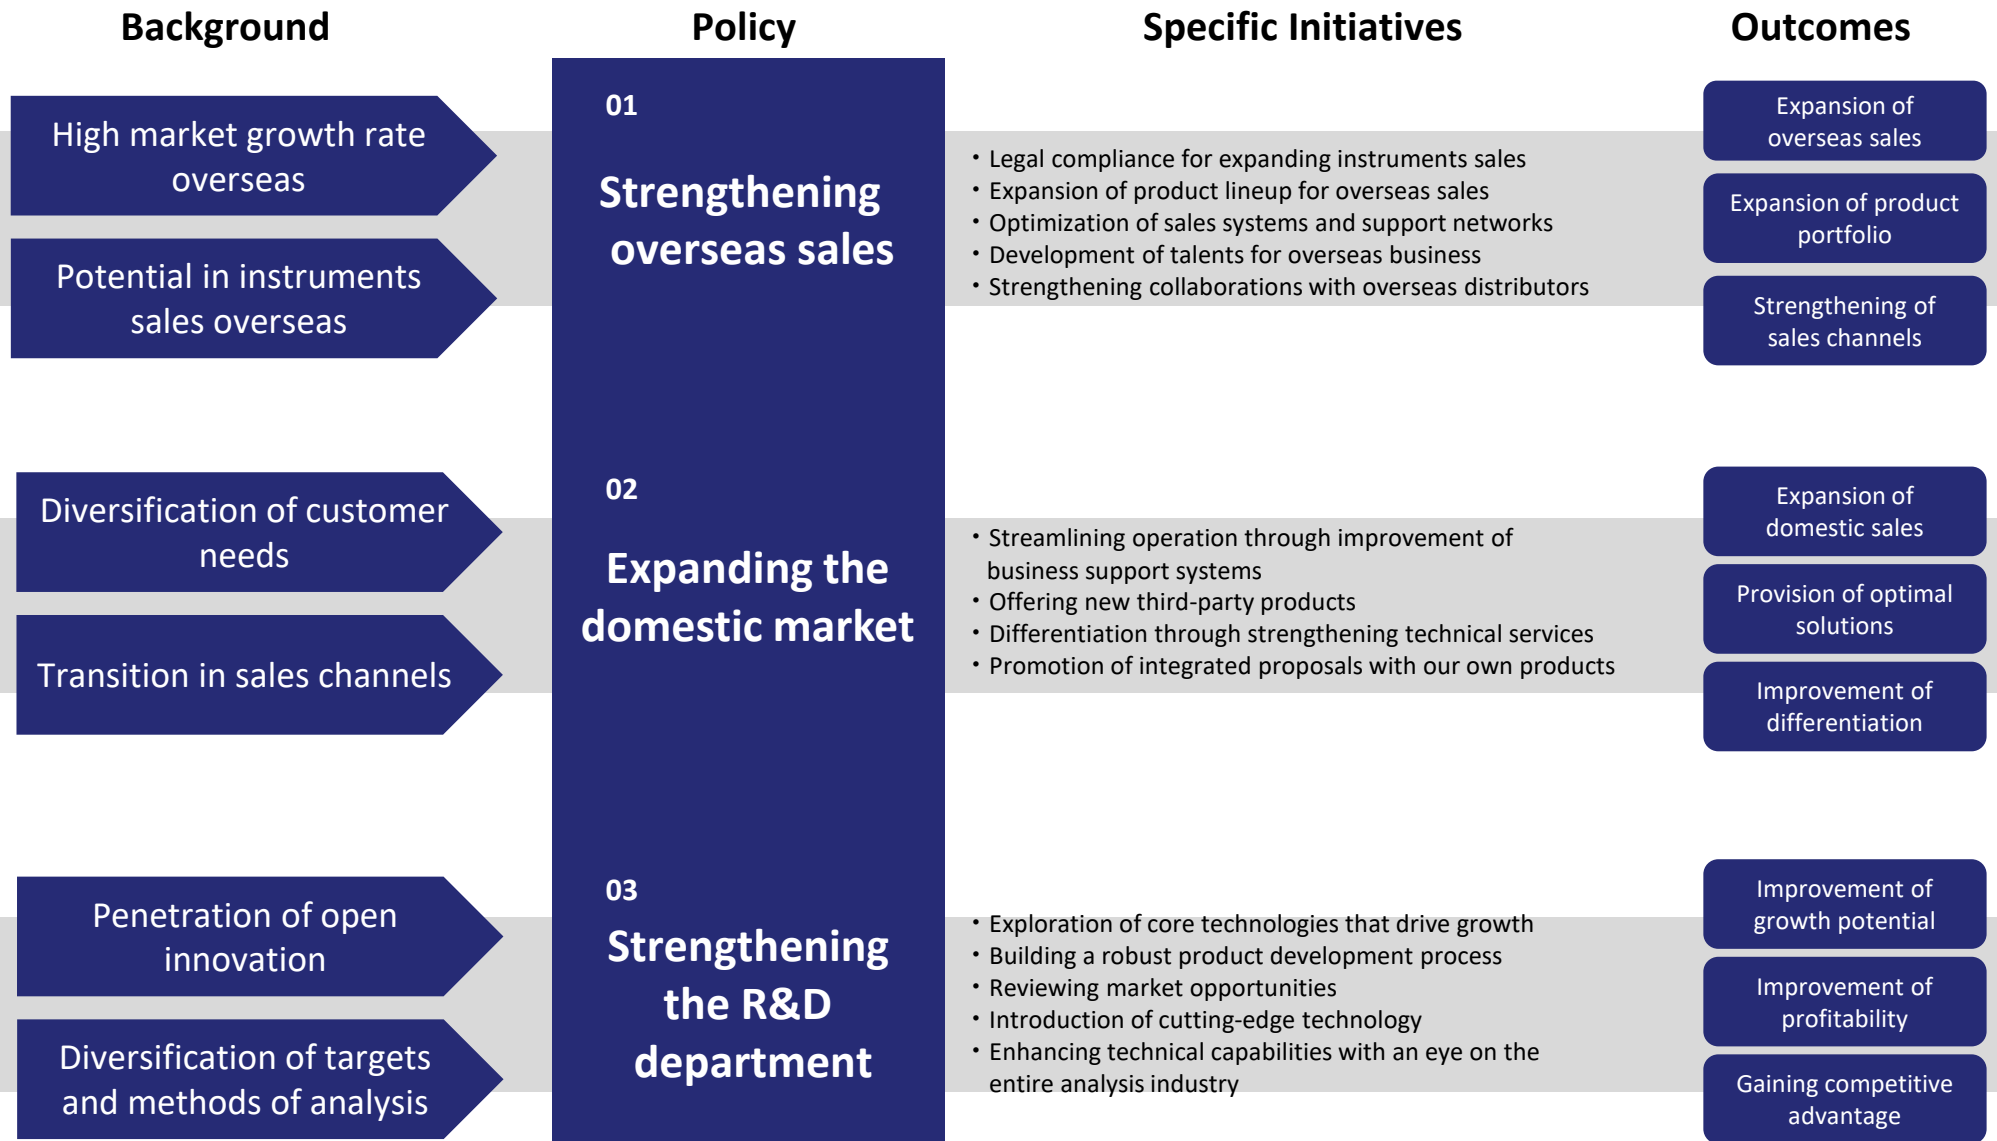 Background
Policy
Specific Initiatives
Outcomes
High market growth rate
overseas
Potential in instruments
sales overseas
01
Strengthening
overseas sales
・Legal compliance for expanding instruments sales
・Expansion of product lineup for overseas sales
・Optimization of sales systems and support networks
・Development of talents for overseas business
・Strengthening collaborations with overseas distributors
Expansion of
overseas sales
Expansion of product
portfolio
Strengthening of
sales channels
Diversification of customer
needs
Transition in sales channels
02
Expanding the
domestic market
・Streamlining operation through improvement of
business support systems
・Offering new third-party products
・Differentiation through strengthening technical services
・Promotion of integrated proposals with our own products
Expansion of
domestic sales
Provision of optimal
solutions
Improvement of
differentiation
Penetration of open
innovation
Diversification of targets
and methods of analysis
03
Strengthening
the R&D
department
・Exploration of core technologies that drive growth
・Building a robust product development process
・Reviewing market opportunities
・Introduction of cutting-edge technology
・Enhancing technical capabilities with an eye on the
entire analysis industry
Improvement of
growth potential
Improvement of
profitability
Gaining competitive
advantage